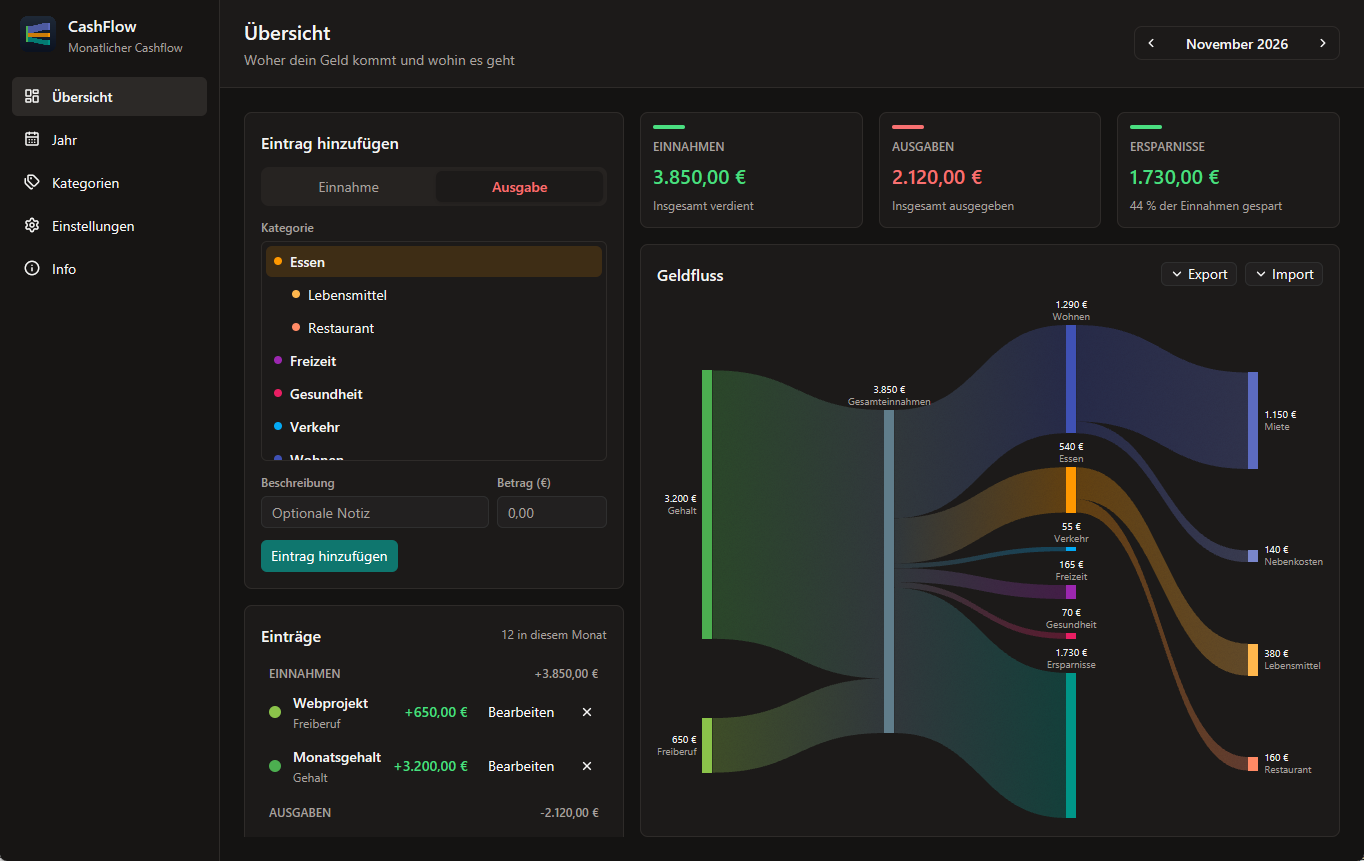 CashFlow
Monatlicher Cashflow
Übersicht
Jahr
Kategorien
Einstellungen
Info
Übersicht
Woher dein Geld kommt und wohin es geht
November 2026
Eintrag hinzufügen
Einnahme
Ausgabe
Kategorie
Essen
Lebensmittel
Restaurant
Freizeit
Gesundheit
Verkehr
Wohnen
Beschreibung
Betrag (€)
Optionale Notiz
0,00
Eintrag hinzufügen
Einträge
12 in diesem Monat
EINNAHMEN
+3.850,00 €
Webprojekt
Freiberuf
+650,00 €
Bearbeiten
Monatsgehalt
Gehalt
+3.200,00 €
Bearbeiten
AUSGABEN
-2.120,00 €
EINNAHMEN
3.850,00 €
Insgesamt verdient
AUSGABEN
2.120,00 €
Insgesamt ausgegeben
ERSPARNISSE
1.730,00 €
44 % der Einnahmen gespart
Geldfluss
Export
Import
3.200 €
Gehalt
650 €
Freiberuf
3.850 €
Gesamteinnahmen
1.290 €
Wohnen
540 €
Essen
55 €
Verkehr
165 €
Freizeit
70 €
Gesundheit
1.730 €
Ersparnisse
1.150 €
Miete
140 €
Nebenkosten
380 €
Lebensmittel
160 €
Restaurant